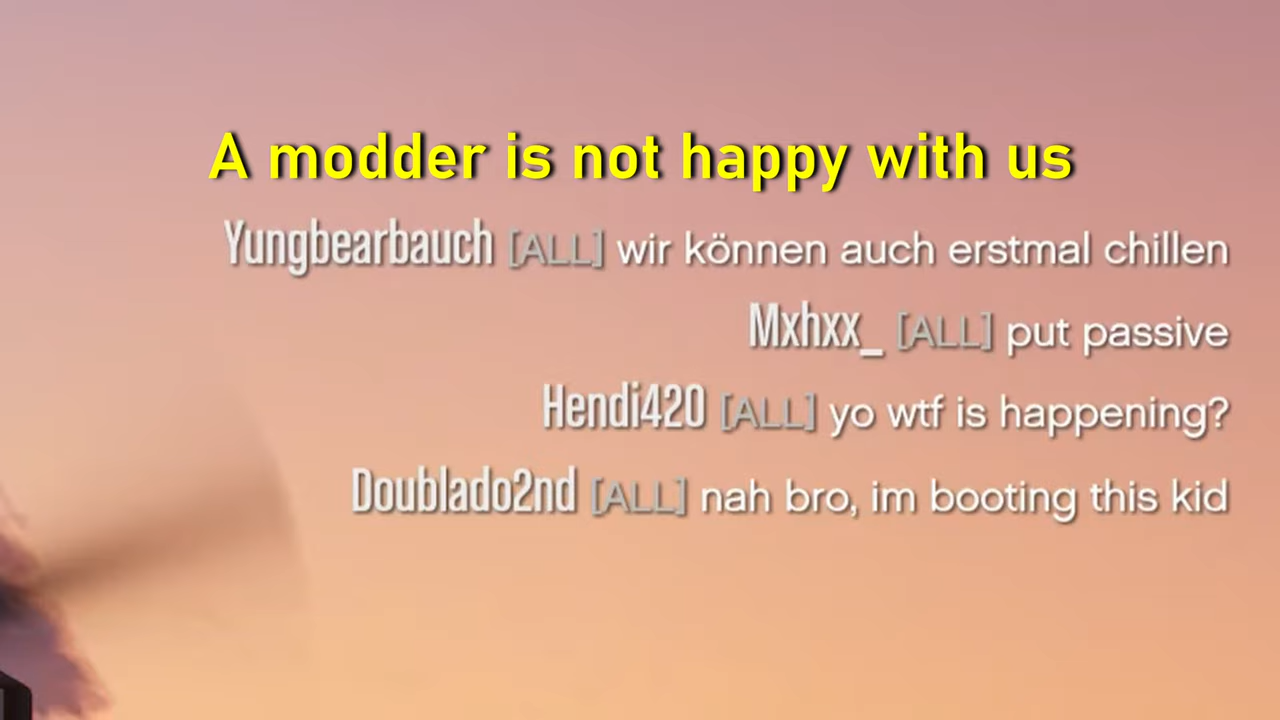 A modder is not happy with us
Yungbearbauch [ALL] wir können auch erstmal chillen
Mxhxx_ [ALL] put passive
Hendi420 [ALL] yo wtf is happening?
Doublado2nd [ALL] nah bro, im booting this kid